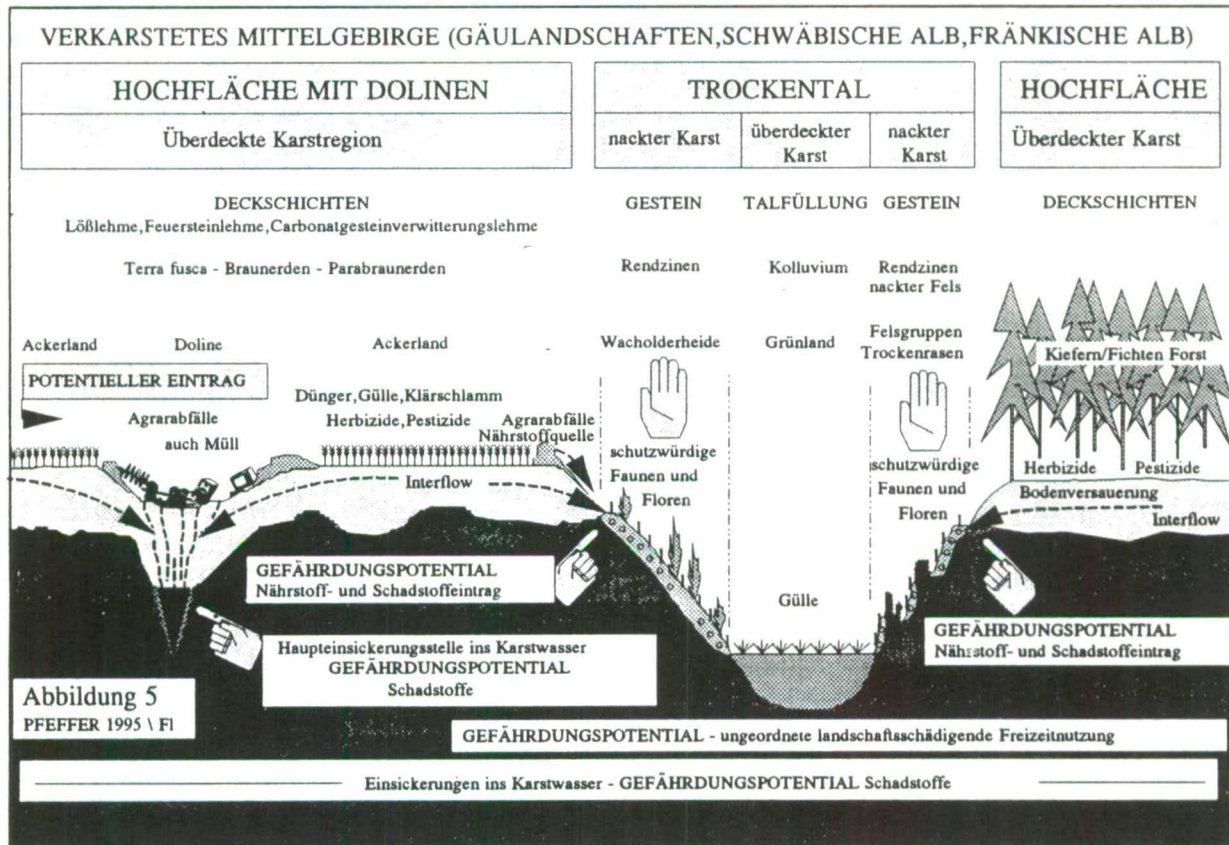 VERKARSTETES MITTELGEBIRGE (GÄULANDSCHAFTEN,SCHWÄBISCHE ALB,FRÄNKISCHE ALB)
HOCHFLÄCHE MIT DOLINEN
Überdeckte Karstregion
TROCKENTAL
nackter Karst
überdeckter
Karst
nackter
Karst
HOCHFLÄCHE
Überdeckter Karst
DECKSCHICHTEN
Lößlehme,Feuersteinlehme,Carbonatgesteinverwitterungslehme
GESTEIN
TALFÜLLUNG
GESTEIN
DECKSCHICHTEN
Terra fusca - Braunerden - Parabraunerden
Rendzinen
Kolluvium
Rendzinen
nackter Fels
Ackerland
Doline
Ackerland
Wacholderheide
Grünland
Felsgruppen
Trockenrasen
Kiefern/Fichten Forst
POTENTIELLER EINTRAG
Agrarabfälle
auch Müll
Dünger,Gülle,Klärschlamm
Herbizide,Pestizide
Agrarabfälle
Nährstoffquelle
schutzwürdige
Faunen und
Floren
schutzwürdige
Faunen und
Floren
Herbizide
Pestizide
Bodenversauerung
Interflow
Interflow
GEFÄHRDUNGSPOTENTIAL
Nährstoff- und Schadstoffeintrag
Gülle
GEFÄHRDUNGSPOTENTIAL
Nährstoff- und Schadstoffeintrag
Haupteinsickerungsstelle ins Karstwasser
GEFÄHRDUNGSPOTENTIAL
Schadstoffe
Abbildung 5
PFEFFER 1995 \ Fl
GEFÄHRDUNGSPOTENTIAL - ungeordnete landschaftsschädigende Freizeitnutzung
Einsickerungen ins Karstwasser - GEFÄHRDUNGSPOTENTIAL Schadstoffe